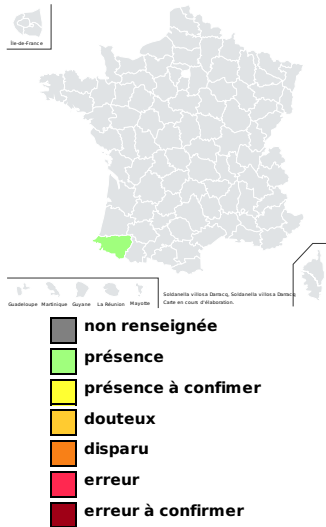 Île-de-France
Guadeloupe Martinique Guyane La Réunion Mayotte
Soldanella villosa Darracq, Soldanella villosa Darracq
Carte en cours d'élaboration.
non renseignée
présence
présence à confimer
douteux
disparu
erreur
erreur à confirmer